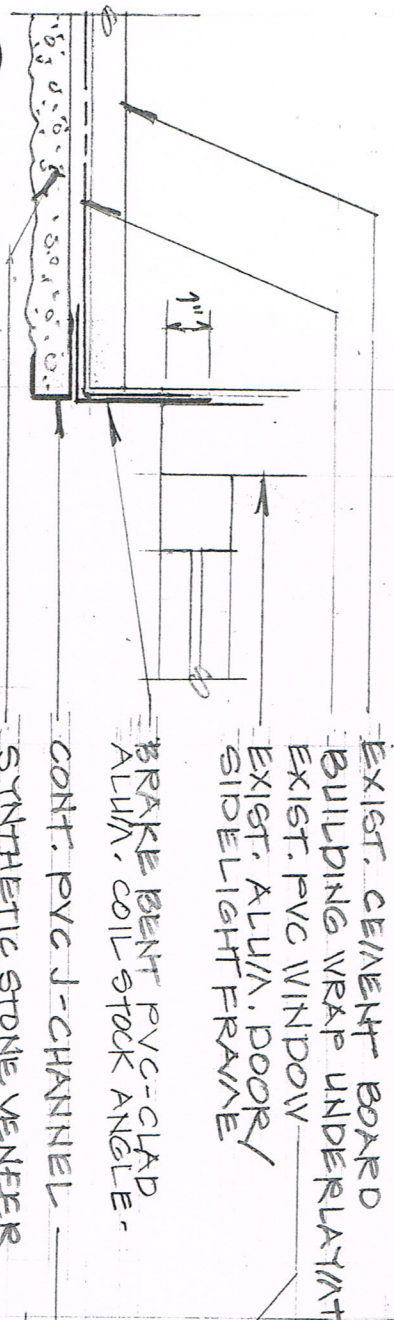 EXIST. CEMENT BOARD
BUILDING WRAP UNDERLAYM'T
EXIST. PVC WINDOW
EXIST. ALUM. DOOR/
SIDELIGHT FRAME
1"
BRAKE BENT PVC-CLAD
ALUM. COIL STOCK ANGLE.
CONT. PVC J-CHANNEL
SYNTHETIC STONE VENEER